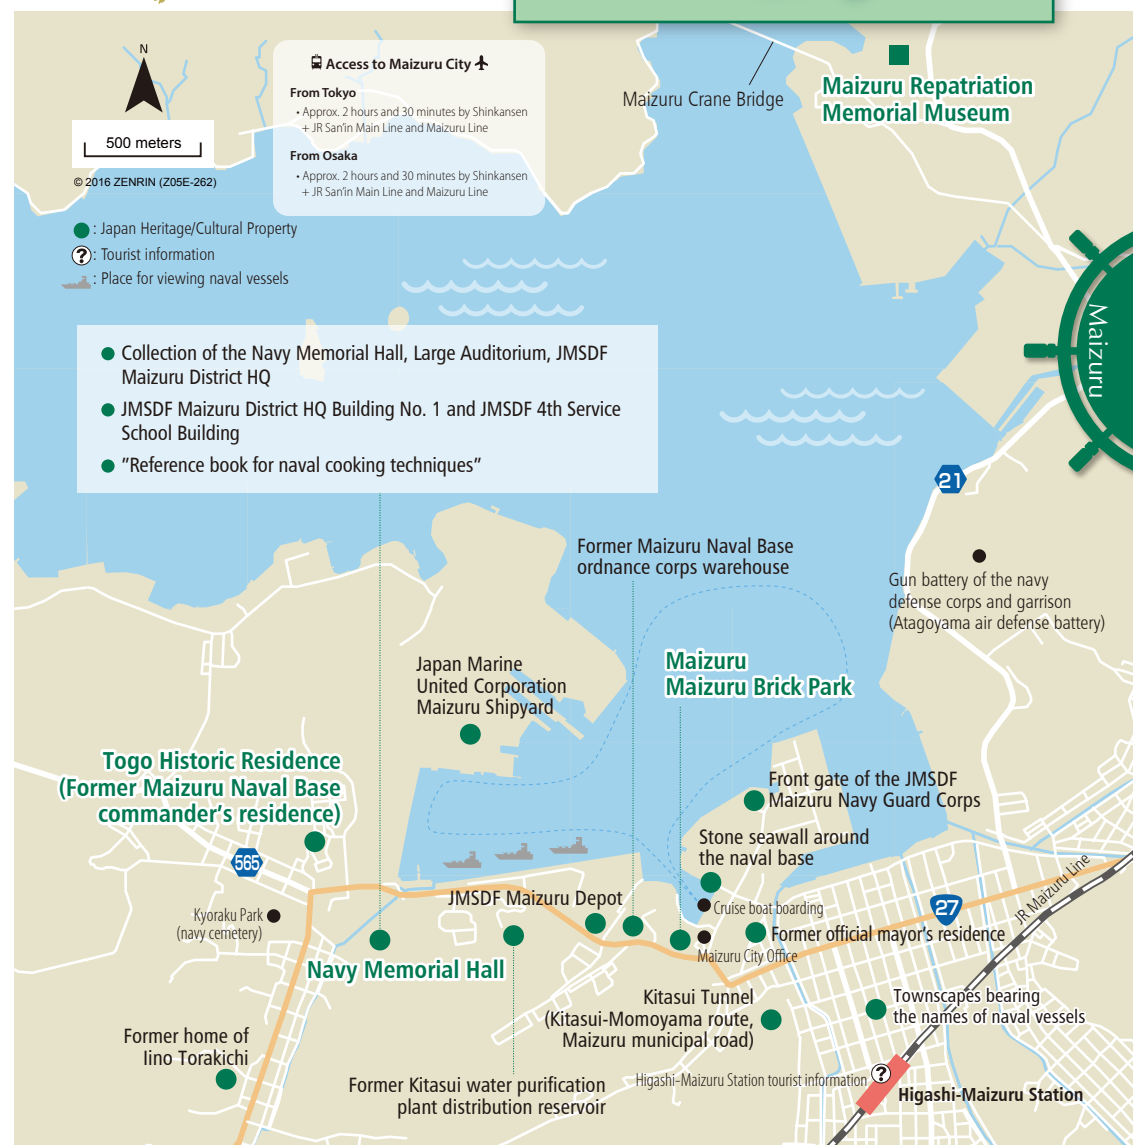 N
500 meters
© 2016 ZENRIN (Z05E-262)
Access to Maizuru City
From Tokyo
• Approx. 2 hours and 30 minutes by Shinkansen
+ JR San'in Main Line and Maizuru Line
From Osaka
• Approx. 2 hours and 30 minutes by Shinkansen
+ JR San'in Main Line and Maizuru Line
Maizuru Crane Bridge
Maizuru Repatriation
Memorial Museum
: Japan Heritage/Cultural Property
? : Tourist information
: Place for viewing naval vessels
Maizuru
Collection of the Navy Memorial Hall, Large Auditorium, JMSDF
Maizuru District HQ
JMSDF Maizuru District HQ Building No. 1 and JMSDF 4th Service
School Building
"Reference book for naval cooking techniques"
21
Former Maizuru Naval Base
ordnance corps warehouse
Gun battery of the navy
defense corps and garrison
(Atagoyama air defense battery)
Japan Marine
United Corporation
Maizuru Shipyard
Maizuru
Maizuru Brick Park
Togo Historic Residence
(Former Maizuru Naval Base
commander's residence)
Front gate of the JMSDF
Maizuru Navy Guard Corps
Stone seawall around
the naval base
565
JMSDF Maizuru Depot
Kyoraku Park
(navy cemetery)
Cruise boat boarding
27
JR Maizuru Line
Former official mayor's residence
Maizuru City Office
Navy Memorial Hall
Kitasui Tunnel
(Kitasui-Momoyama route,
Maizuru municipal road)
Townscapes bearing
the names of naval vessels
Former home of
Iino Torakichi
Former Kitasui water purification
plant distribution reservoir
Higashi-Maizuru Station tourist information
?
Higashi-Maizuru Station